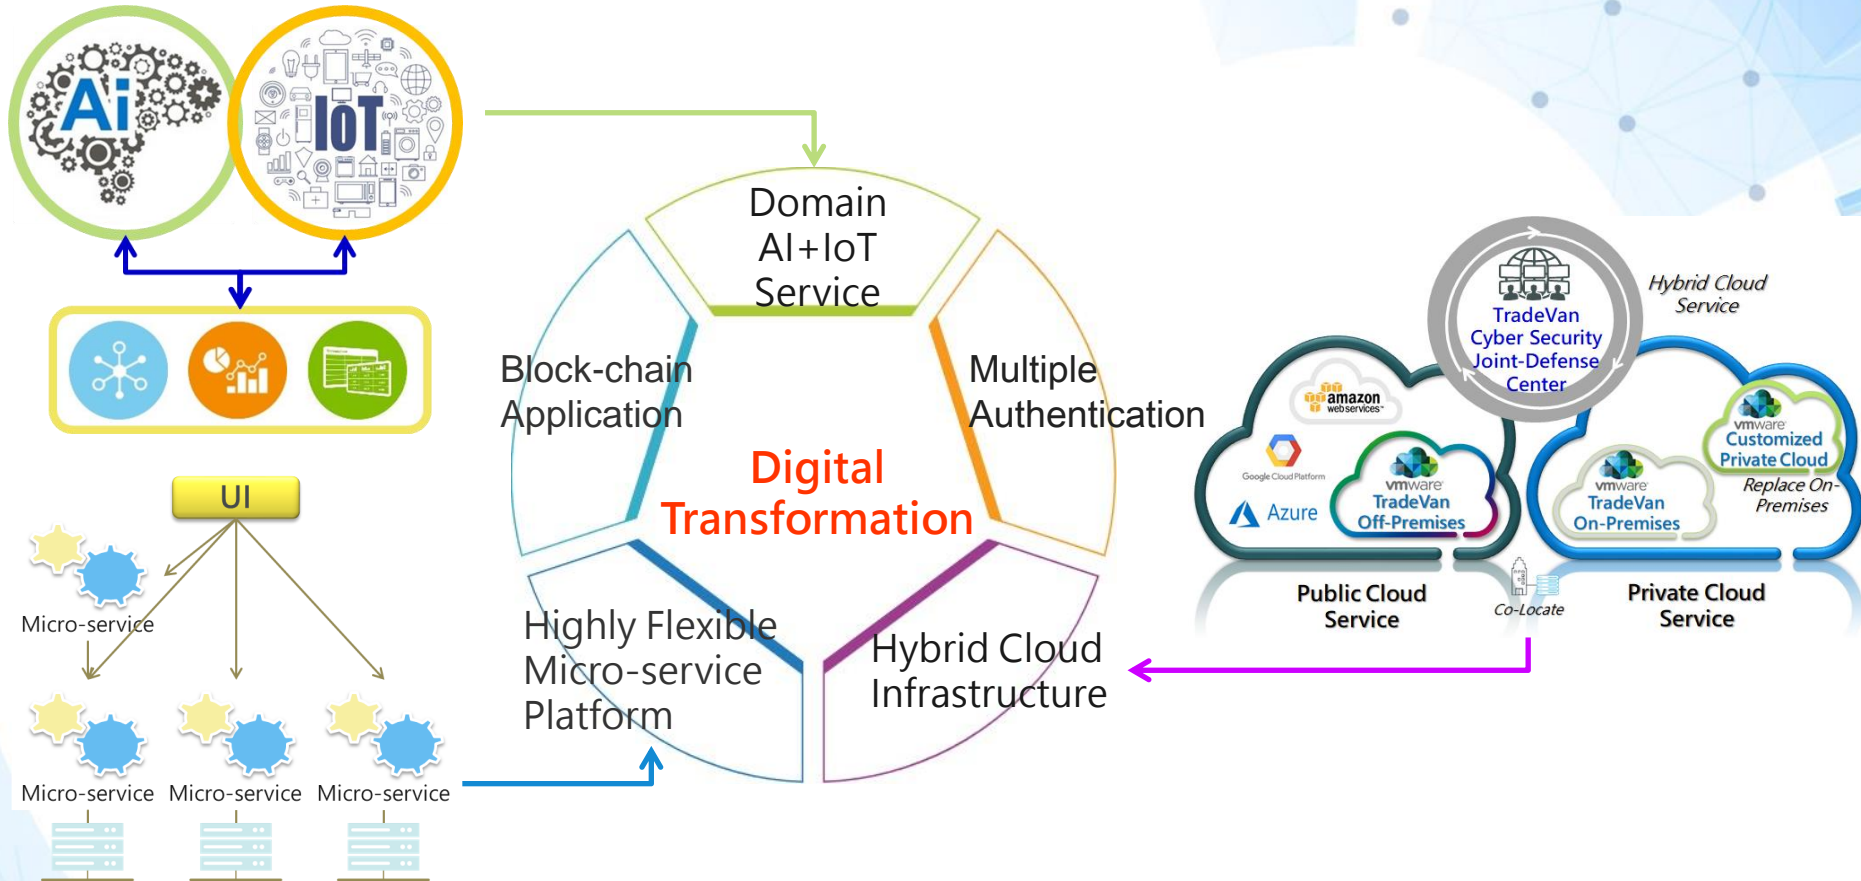 Ai
IoT
Domain
AI+IoT
Service
Block-chain
Application
Multiple
Authentication
Digital
Transformation
Highly Flexible
Micro-service
Platform
Hybrid Cloud
Infrastructure
UI
Micro-service
Micro-service
Micro-service
Micro-service
TradeVan
Cyber Security
Joint-Defense
Center
Hybrid Cloud
Service
amazon
webservices™
Google Cloud Platform
Azure
vmware
TradeVan
Off-Premises
vmware
TradeVan
On-Premises
vmware
Customized
Private Cloud
Replace On-
Premises
Public Cloud
Service
Co-Locate
Private Cloud
Service